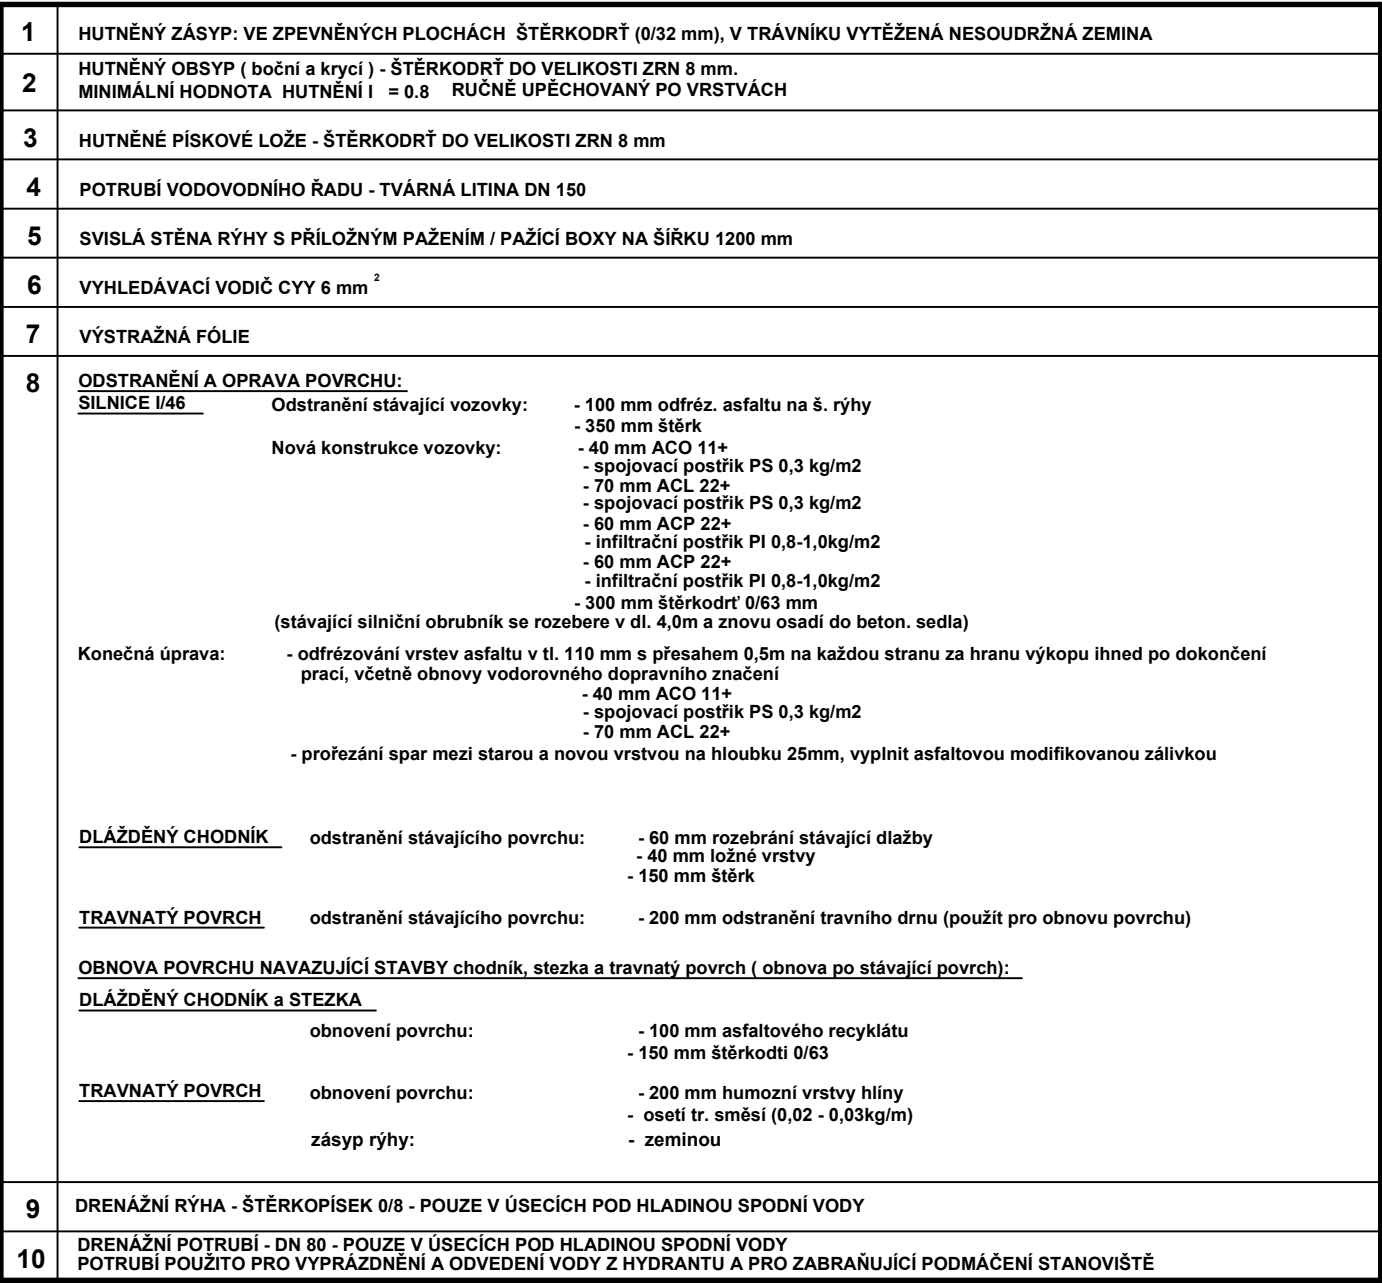 1 HUTNĚNÝ ZÁSYP: VE ZPEVNĚNÝCH PLOCHÁCH ŠTĚRKODRŤ (0/32 mm), V TRÁVNÍKU VYTĚŽENÁ NESOUDRŽNÁ ZEMINA
2 HUTNĚNÝ OBSYP ( boční a krycí ) - ŠTĚRKODRŤ DO VELIKOSTI ZRN 8 mm.
MINIMÁLNÍ HODNOTA HUTNĚNÍ I = 0.8 RUČNĚ UPĚCHOVANÝ PO VRSTVÁCH
3 HUTNĚNÉ PÍSKOVÉ LOŽE - ŠTĚRKODRŤ DO VELIKOSTI ZRN 8 mm
4 POTRUBÍ VODOVODNÍHO ŘADU - TVÁRNÁ LITINA DN 150
5 SVISLÁ STĚNA RÝHY S PŘÍLOŽNÝM PAŽENÍM / PAŽÍCÍ BOXY NA ŠÍŘKU 1200 mm
6 VYHLEDÁVACÍ VODIČ CYY 6 mm ²
7 VÝSTRAŽNÁ FÓLIE
8 ODSTRANĚNÍ A OPRAVA POVRCHU:
SILNICE I/46 Odstranění stávající vozovky: - 100 mm odfréz. asfaltu na š. rýhy
- 350 mm štěrk
Nová konstrukce vozovky: - 40 mm ACO 11+
- spojovací postřik PS 0,3 kg/m2
- 70 mm ACL 22+
- spojovací postřik PS 0,3 kg/m2
- 60 mm ACP 22+
- infiltrační postřik PI 0,8-1,0kg/m2
- 60 mm ACP 22+
- infiltrační postřik PI 0,8-1,0kg/m2
- 300 mm štěrkodrť 0/63 mm
(stávající silniční obrubník se rozebere v dl. 4,0m a znovu osadí do beton. sedla)
Konečná úprava: - odfrézování vrstev asfaltu v tl. 110 mm s přesahem 0,5m na každou stranu za hranu výkopu ihned po dokončení
prací, včetně obnovy vodorovného dopravního značení
- 40 mm ACO 11+
- spojovací postřik PS 0,3 kg/m2
- 70 mm ACL 22+
- prořezání spar mezi starou a novou vrstvou na hloubku 25mm, vyplnit asfaltovou modifikovanou zálivkou
DLÁŽDĚNÝ CHODNÍK odstranění stávajícího povrchu: - 60 mm rozebrání stávající dlažby
- 40 mm ložné vrstvy
- 150 mm štěrk
TRAVNATÝ POVRCH odstranění stávajícího povrchu: - 200 mm odstranění travního drnu (použít pro obnovu povrchu)
OBNOVA POVRCHU NAVAZUJÍCÍ STAVBY chodník, stezka a travnatý povrch ( obnova po stávající povrch):
DLÁŽDĚNÝ CHODNÍK a STEZKA
obnovení povrchu: - 100 mm asfaltového recyklátu
- 150 mm štěrkodti 0/63
TRAVNATÝ POVRCH obnovení povrchu: - 200 mm humozní vrstvy hlíny
- osetí tr. směsí (0,02 - 0,03kg/m)
zásyp rýhy: - zeminou
9 DRENÁŽNÍ RÝHA - ŠTĚRKOPÍSEK 0/8 - POUZE V ÚSECÍCH POD HLADINOU SPODNÍ VODY
10 DRENÁŽNÍ POTRUBÍ - DN 80 - POUZE V ÚSECÍCH POD HLADINOU SPODNÍ VODY
POTRUBÍ POUŽITO PRO VYPRÁZDNĚNÍ A ODVEDENÍ VODY Z HYDRANTU A PRO ZABRAŇUJÍCÍ PODMÁČENÍ STANOVIŠTĚ